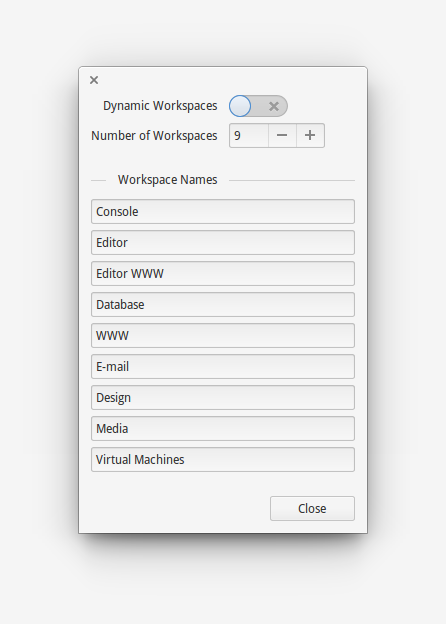 Dynamic Workspaces
Number of Workspaces 9
Workspace Names
Console
Editor
Editor WWW
Database
WWW
E-mail
Design
Media
Virtual Machines
Close